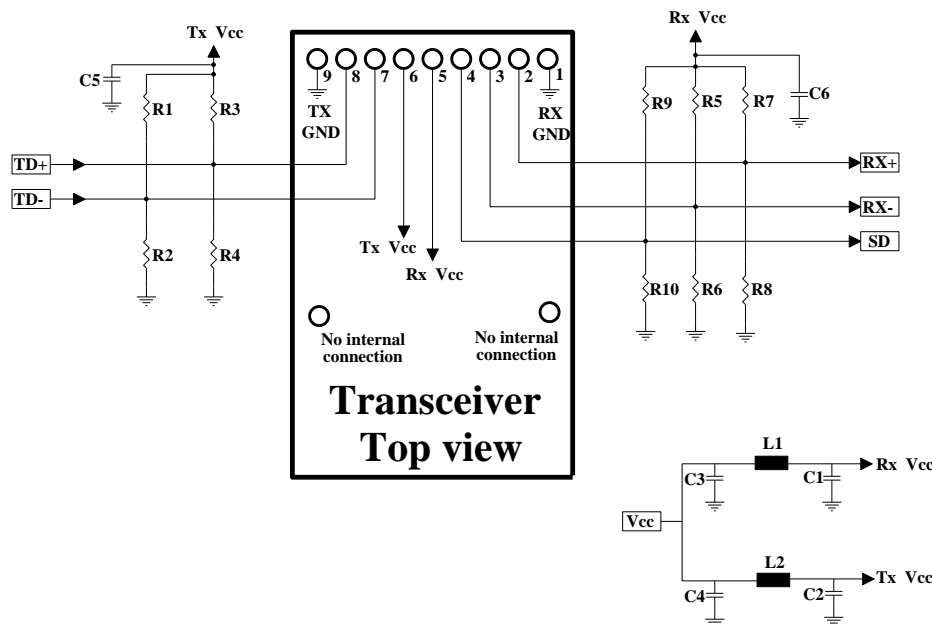 Tx Vcc
Rx Vcc
C5
9 8 7 6 5 4 3 2 1
R1
R3
R9
R5
R7
C6
TX
GND
RX
GND
TD+
RX+
TD-
RX-
SD
R2
R4
Tx Vcc
Rx Vcc
R10
R6
R8
No internal
connection
No internal
connection
Transceiver
Top view
L1
C3
C1
Rx Vcc
Vcc
L2
C4
C2
Tx Vcc